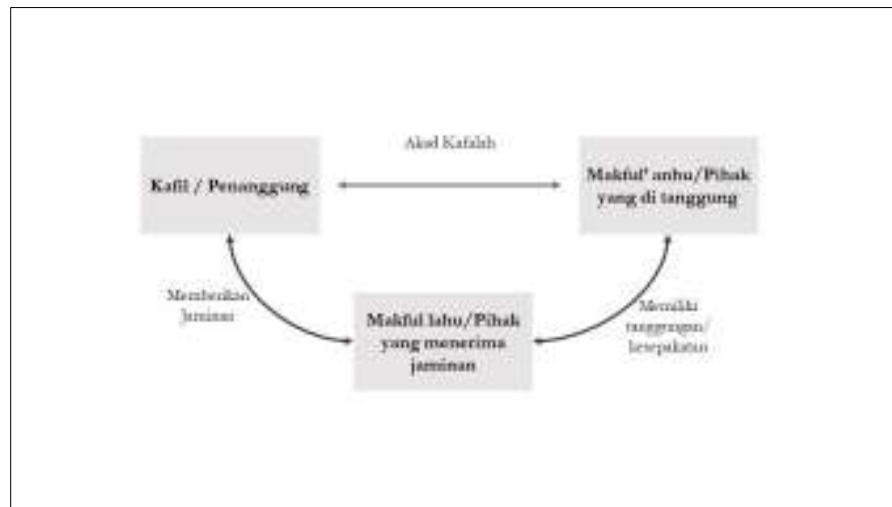 Akad Kafalah
Kafil / Penanggung
Makful' anhu/Pihak
yang di tanggung
Memberikan
Jaminan
Makful lahu/Pihak
yang menerima
jaminan
Memiliki
tanggungan/
kesepakatan